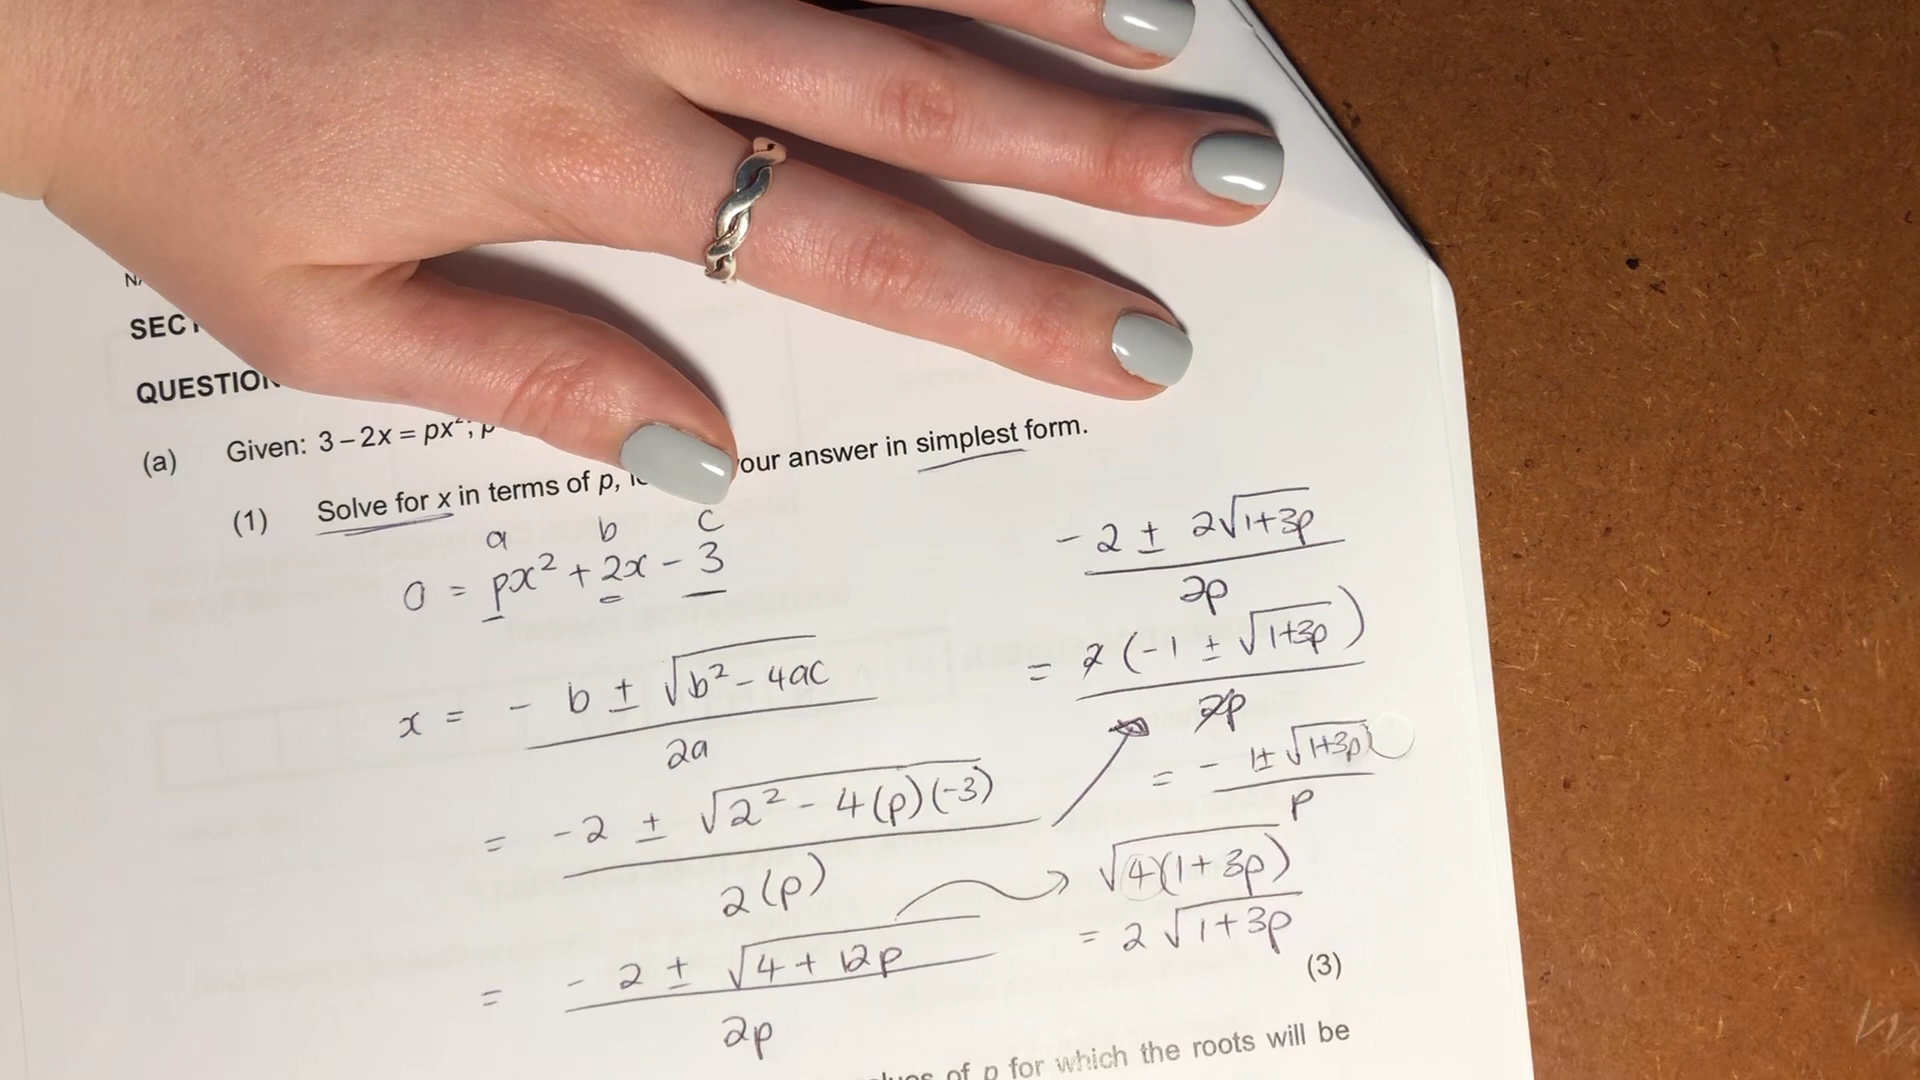 SECT
QUESTION
(a) Given: 3 – 2x = px²; p
(1) Solve for x in terms of p, your answer in simplest form.
a b c
0 = px² + 2x - 3
x = - b ± √(b² - 4ac) / 2a
= -2 ± √(2² - 4(p)(-3)) / 2(p)
= - 2 ± √(4 + 12p) / 2p
- 2 ± 2√(1+3p) / 2p
= 2(-1 ± √(1+3p)) / 2p
= - 1 ± √(1+3p) / p
√(4(1+3p))
= 2√(1+3p)
(3)
of p for which the roots will be